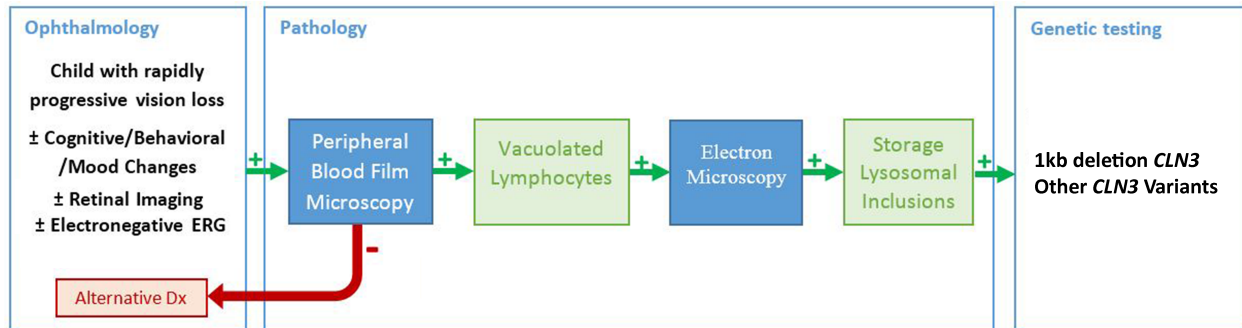 Ophthalmology
Child with rapidly
progressive vision loss
± Cognitive/Behavioral
/Mood Changes
± Retinal Imaging
± Electronegative ERG
Alternative Dx
+
Pathology
Peripheral
Blood Film
Microscopy
-
+
Vacuolated
Lymphocytes
+
Electron
Microscopy
+
Storage
Lysosomal
Inclusions
+
Genetic testing
1kb deletion CLN3
Other CLN3 Variants